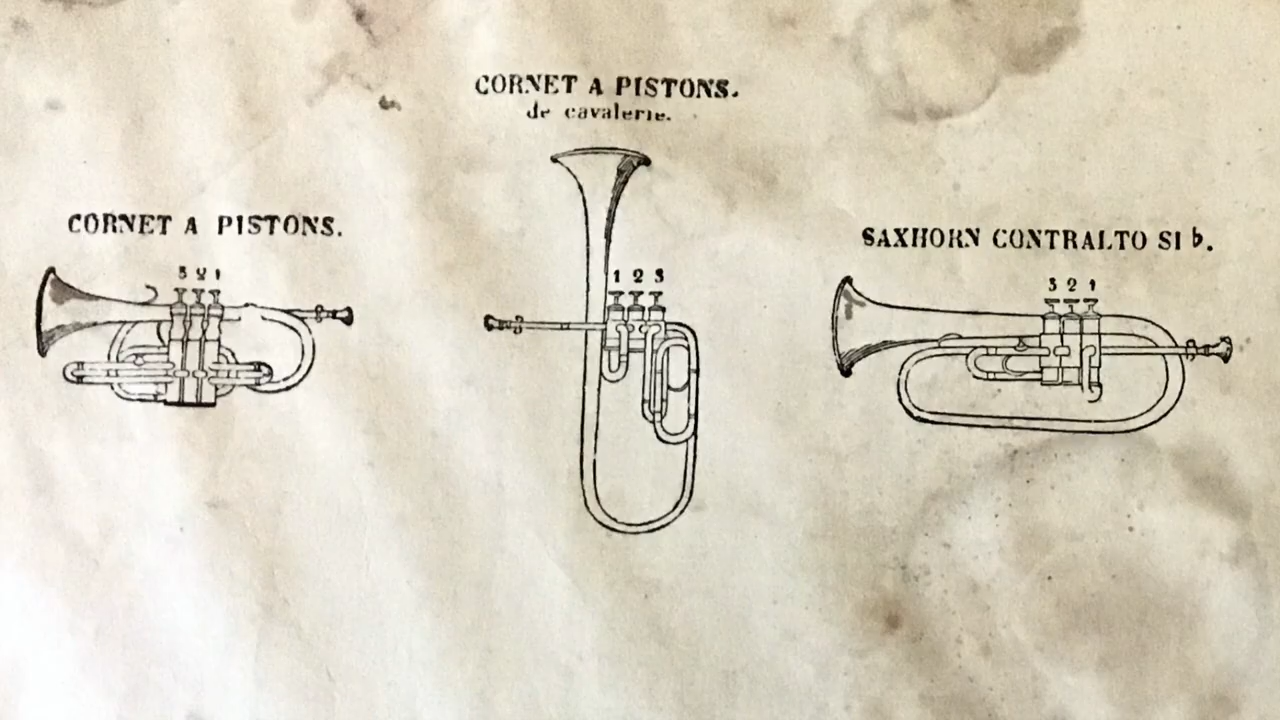 CORNET A PISTONS.
de cavalerie.
CORNET A PISTONS.
SAXHORN CONTRALTO SI ♭.
3 2 1
1 2 3
3 2 1